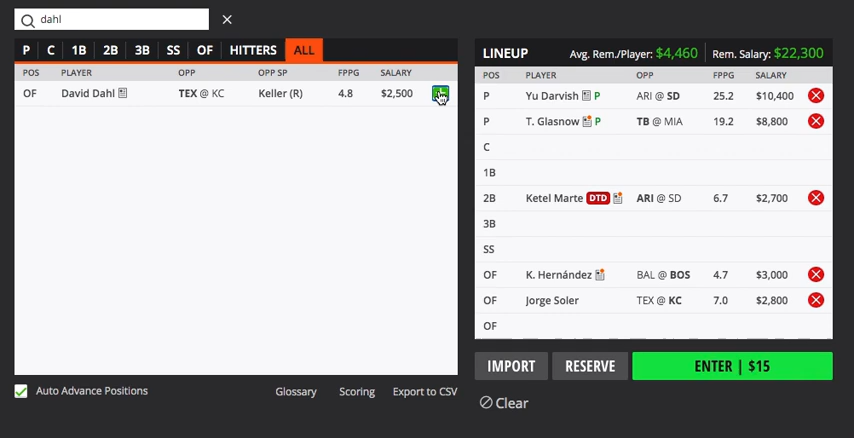 dahl
P C 1B 2B 3B SS OF HITTERS ALL
POS PLAYER OPP OPP SP FPPG SALARY
OF David Dahl TEX @ KC Keller (R) 4.8 $2,500
Auto Advance Positions Glossary Scoring Export to CSV
LINEUP Avg. Rem./Player: $4,460 Rem. Salary: $22,300
POS PLAYER OPP FPPG SALARY
P Yu Darvish P ARI @ SD 25.2 $10,400
P T. Glasnow P TB @ MIA 19.2 $8,800
C
1B
2B Ketel Marte DTD ARI @ SD 6.7 $2,700
3B
SS
OF K. Hernández BAL @ BOS 4.7 $3,000
OF Jorge Soler TEX @ KC 7.0 $2,800
OF
IMPORT RESERVE ENTER | $15
Clear